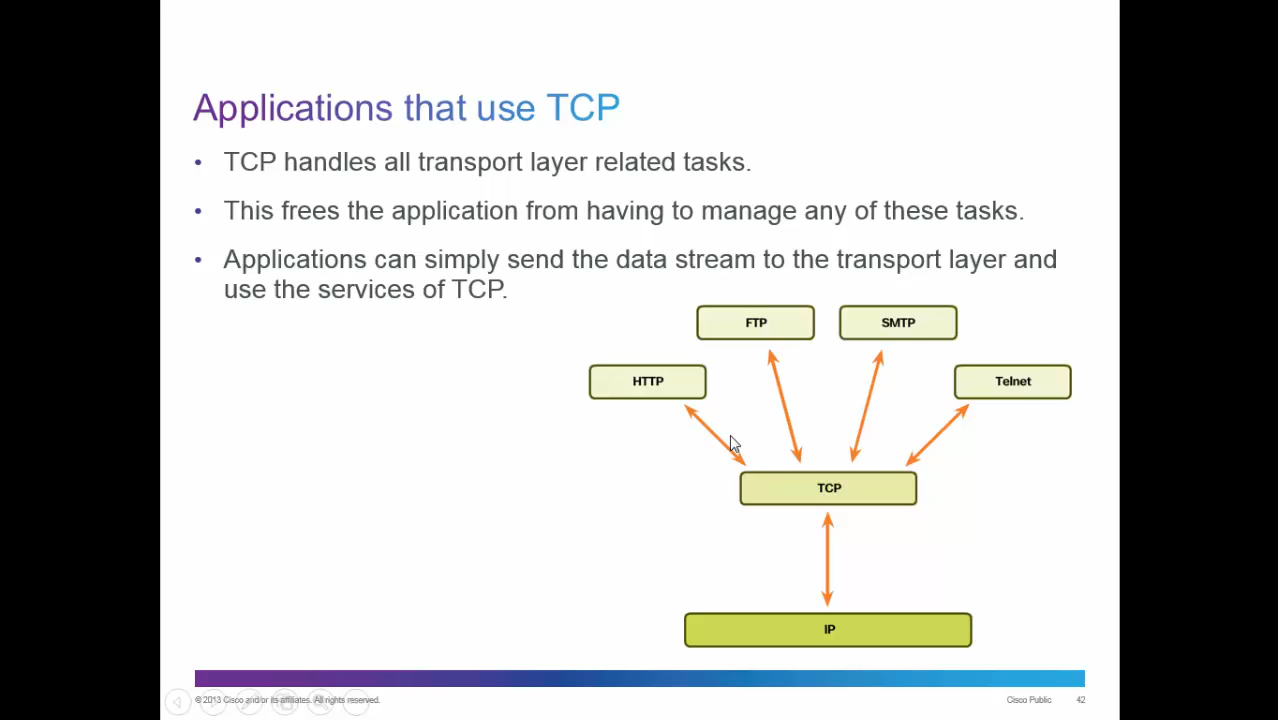 Applications that use TCP
• TCP handles all transport layer related tasks.
• This frees the application from having to manage any of these tasks.
• Applications can simply send the data stream to the transport layer and
use the services of TCP.
FTP SMTP
HTTP Telnet
TCP
IP
© 2013 Cisco and/or its affiliates. All rights reserved. Cisco Public 42